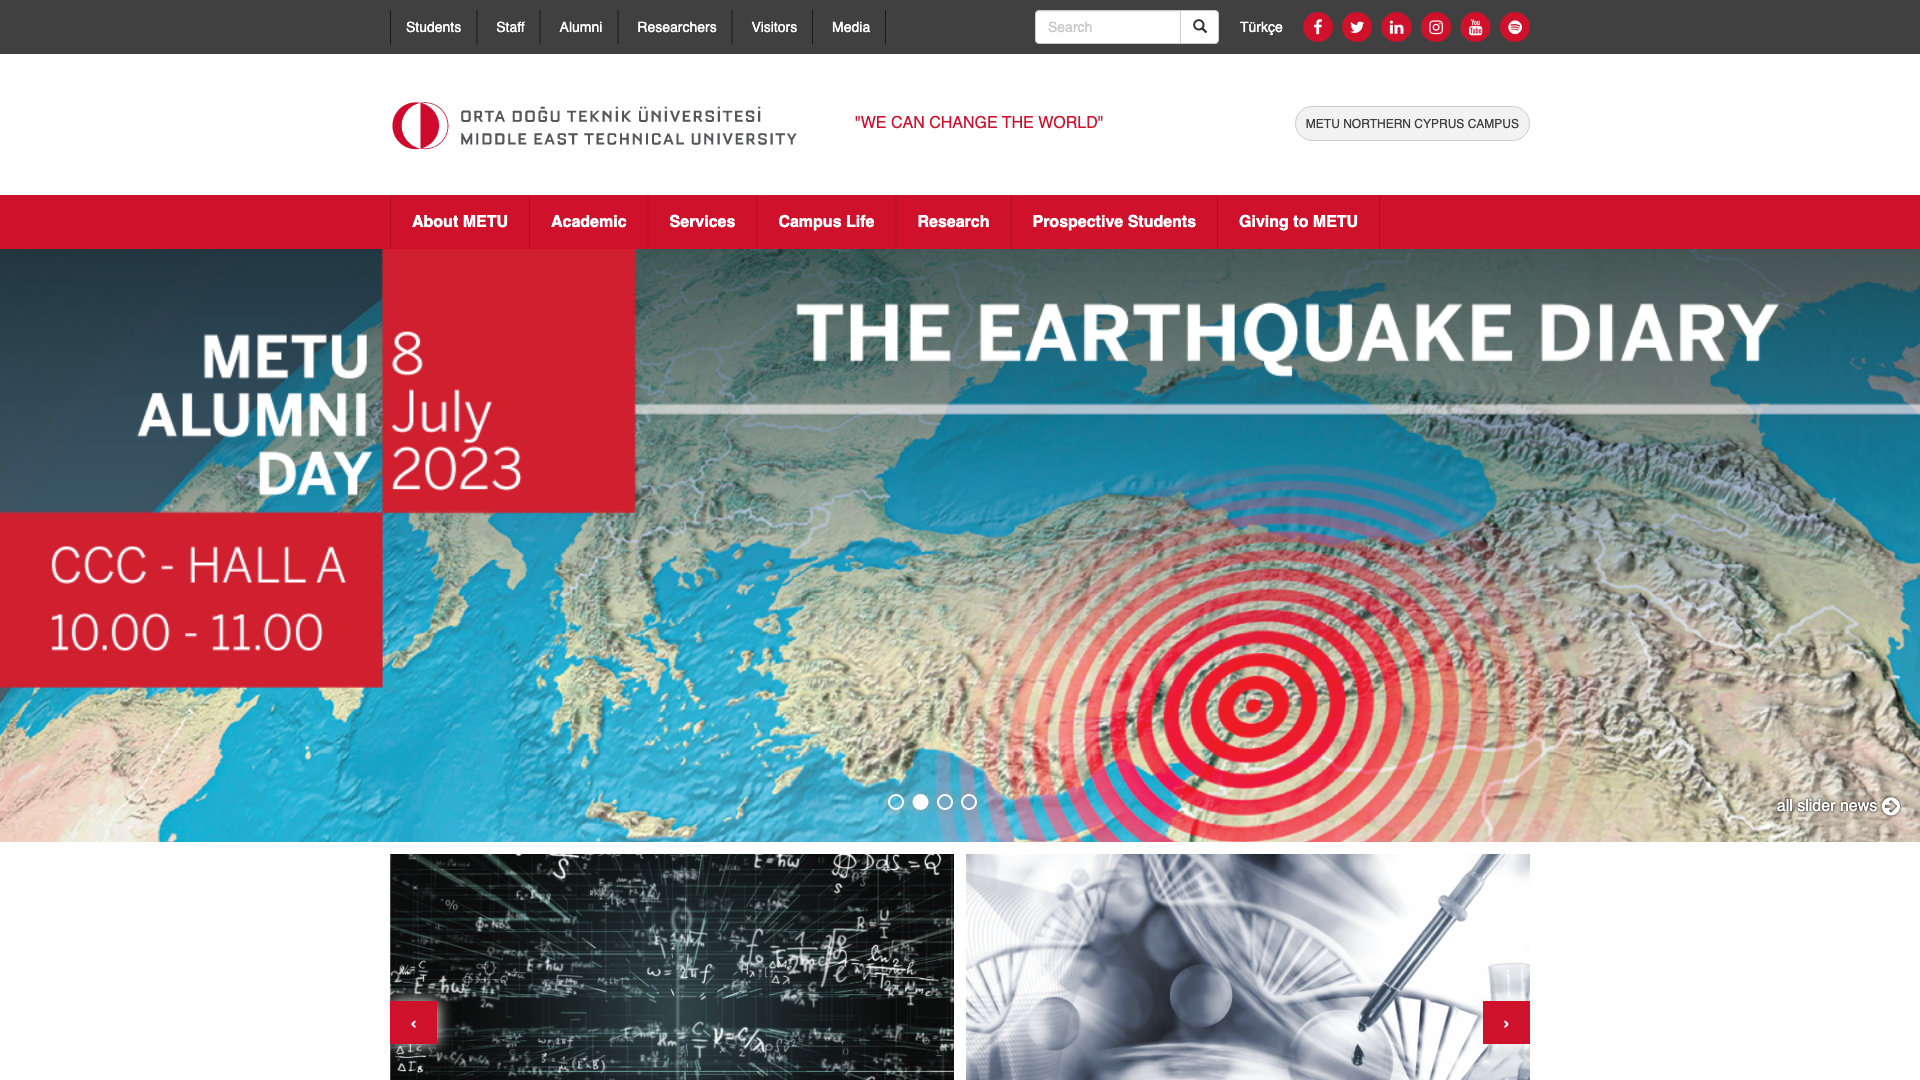 Students
Staff
Alumni
Researchers
Visitors
Media
Search
Türkçe
ORTA DOĞU TEKNİK ÜNİVERSİTESİ
MIDDLE EAST TECHNICAL UNIVERSITY
"WE CAN CHANGE THE WORLD"
METU NORTHERN CYPRUS CAMPUS
About METU
Academic
Services
Campus Life
Research
Prospective Students
Giving to METU
METU
ALUMNI
DAY
8
July
2023
CCC - HALL A
10.00 - 11.00
THE EARTHQUAKE DIARY
all slider news